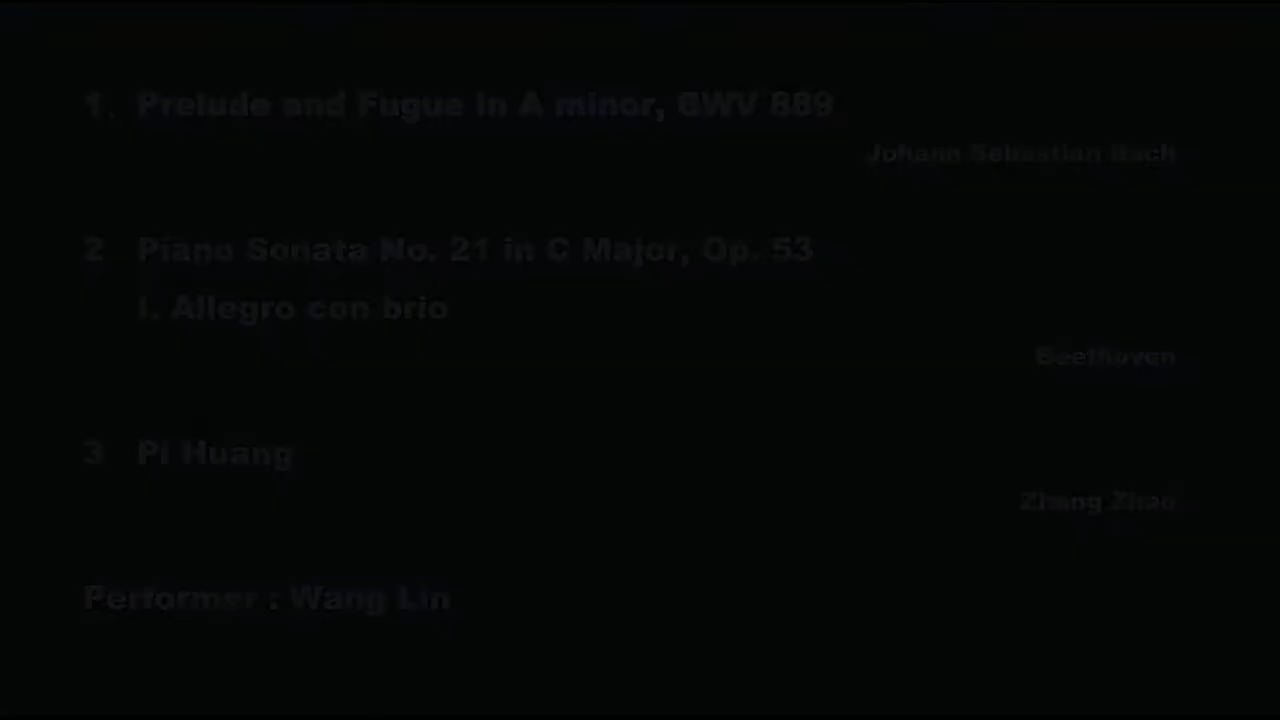 1. Prelude and Fugue in A minor, BWV 889
Johann Sebastian Bach
2 Piano Sonata No. 21 in C Major, Op. 53
I. Allegro con brio
Beethoven
3 Pi Huang
Zhang Zhao
Performer : Wang Lin